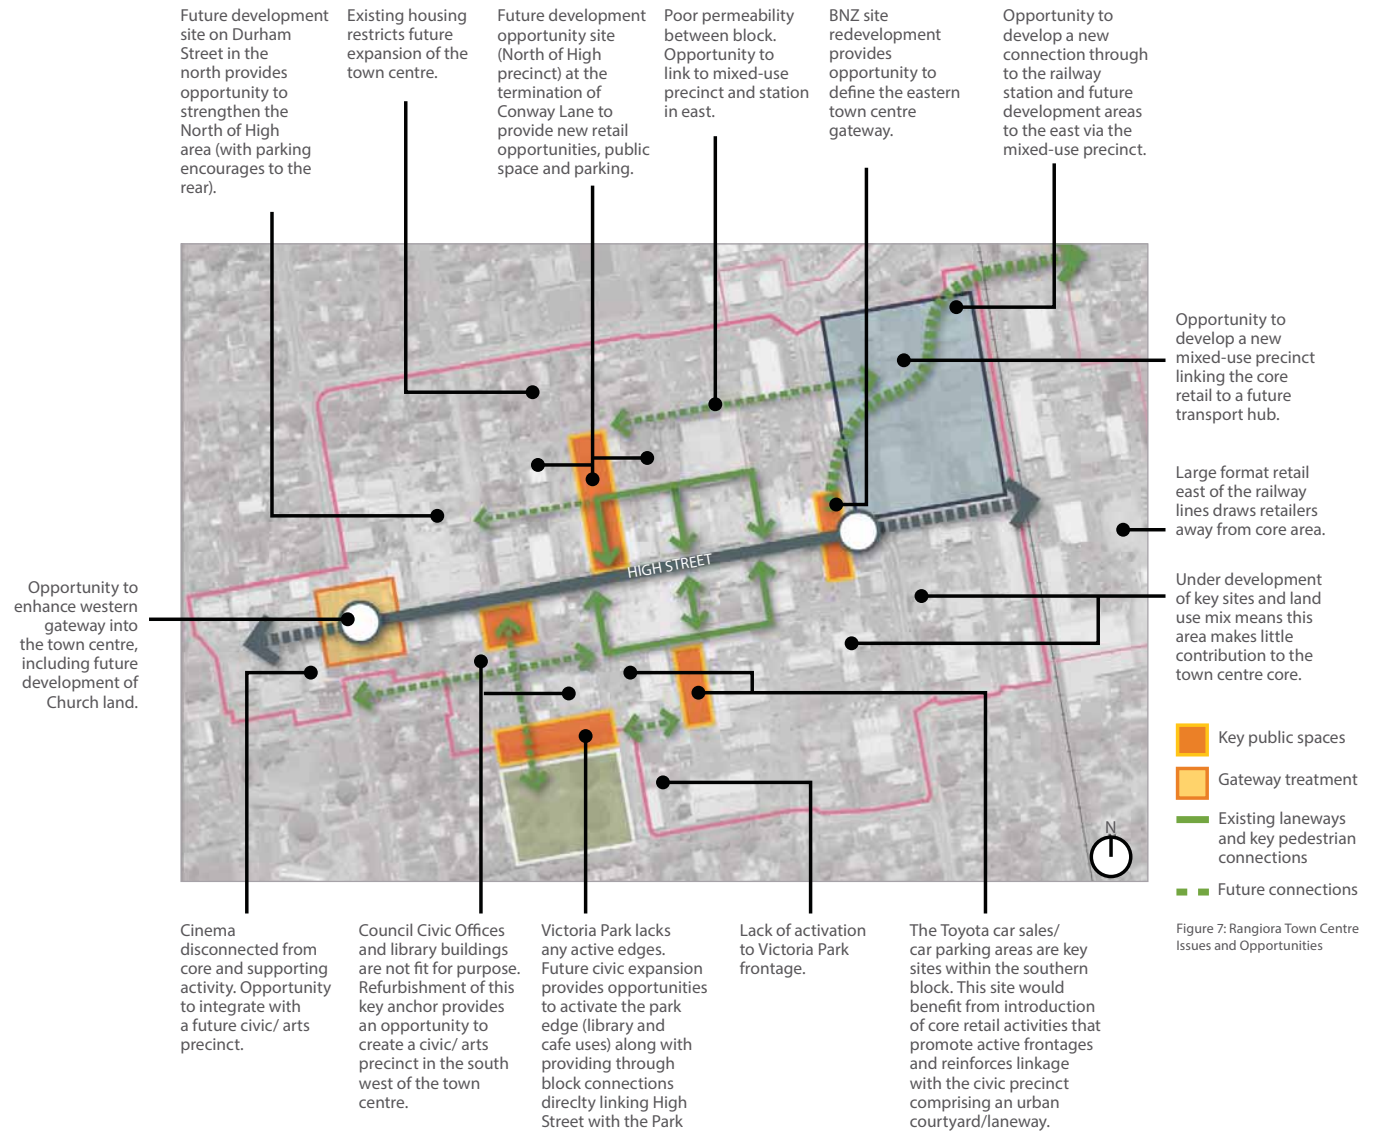 Future development
site on Durham
Street in the
north provides
opportunity to
strengthen the
North of High
area (with parking
encourages to the
rear).
Existing housing
restricts future
expansion of the
town centre.
Future development
opportunity site
(North of High
precinct) at the
termination of
Conway Lane to
provide new retail
opportunities, public
space and parking.
Poor permeability
between block.
Opportunity to
link to mixed-use
precinct and station
in east.
BNZ site
redevelopment
provides
opportunity to
define the eastern
town centre
gateway.
Opportunity to
develop a new
connection through
to the railway
station and future
development areas
to the east via the
mixed-use precinct.
Opportunity to
develop a new
mixed-use precinct
linking the core
retail to a future
transport hub.
Large format retail
east of the railway
lines draws retailers
away from core area.
Under development
of key sites and land
use mix means this
area makes little
contribution to the
town centre core.
Opportunity to
enhance western
gateway into
the town centre,
including future
development of
Church land.
HIGH STREET
Key public spaces
Gateway treatment
Existing laneways
and key pedestrian
connections
Future connections
N
Figure 7: Rangiora Town Centre
Issues and Opportunities
Cinema
disconnected from
core and supporting
activity. Opportunity
to integrate with
a future civic/ arts
precinct.
Council Civic Offices
and library buildings
are not fit for purpose.
Refurbishment of this
key anchor provides
an opportunity to
create a civic/ arts
precinct in the south
west of the town
centre.
Victoria Park lacks
any active edges.
Future civic expansion
provides opportunities
to activate the park
edge (library and
cafe uses) along with
providing through
block connections
direclty linking High
Street with the Park
Lack of activation
to Victoria Park
frontage.
The Toyota car sales/
car parking areas are key
sites within the southern
block. This site would
benefit from introduction
of core retail activities that
promote active frontages
and reinforces linkage
with the civic precinct
comprising an urban
courtyard/laneway.